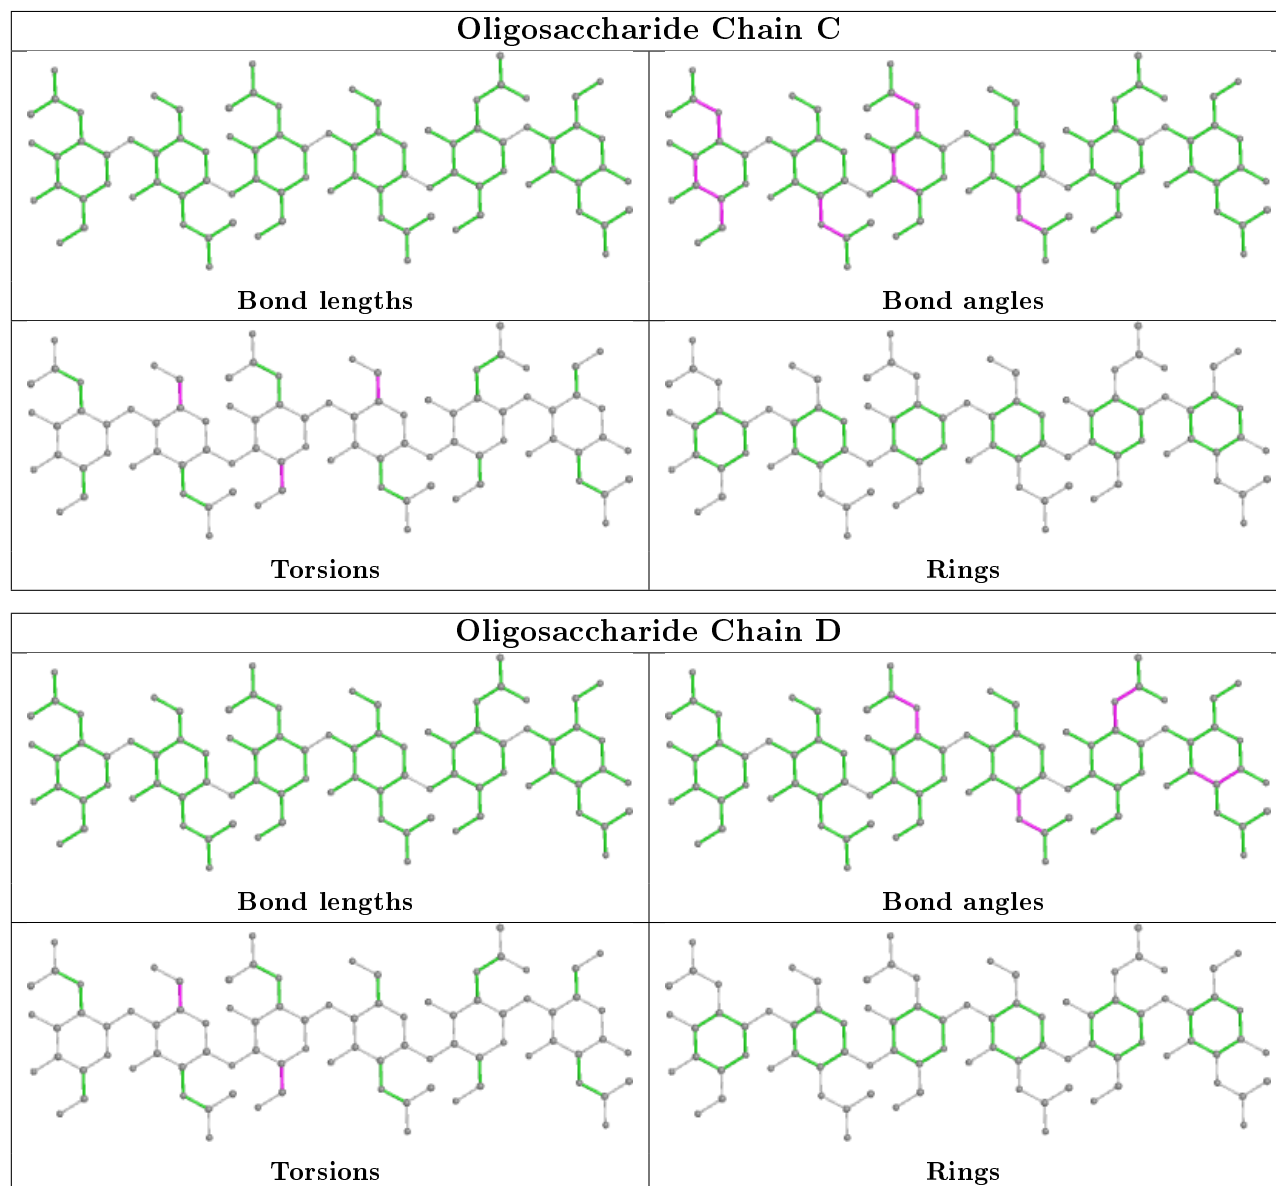 Oligosaccharide Chain C
Bond lengths
Bond angles
Torsions
Rings
Oligosaccharide Chain D
Bond lengths
Bond angles
Torsions
Rings